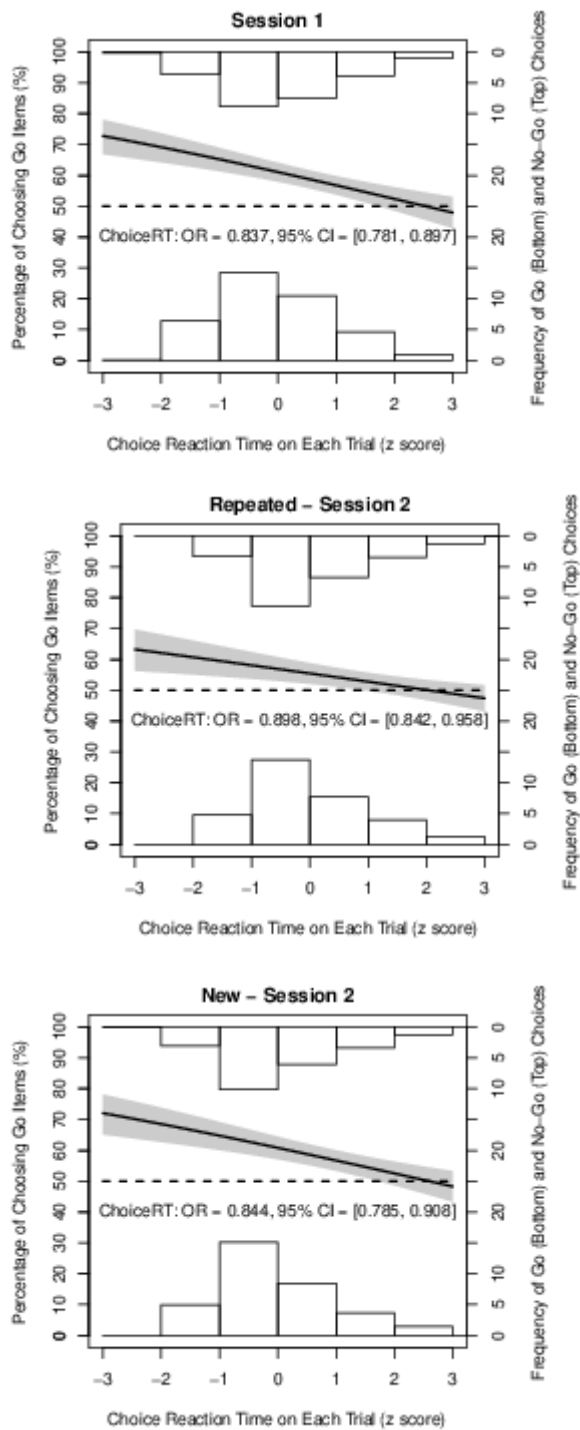 Session 1
Percentage of Choosing Go Items (%)
0 10 20 30 40 50 60 70 80 90 100
ChoiceRT: OR = 0.837, 95% CI = [0.781, 0.897]
0 10 20 20 10 5 0
Frequency of Go (Bottom) and No-Go (Top) Choices
-3 -2 -1 0 1 2 3
Choice Reaction Time on Each Trial (z score)
Repeated - Session 2
Percentage of Choosing Go Items (%)
0 10 20 30 40 50 60 70 80 90 100
ChoiceRT: OR = 0.898, 95% CI = [0.842, 0.958]
0 10 20 20 10 5 0
Frequency of Go (Bottom) and No-Go (Top) Choices
-3 -2 -1 0 1 2 3
Choice Reaction Time on Each Trial (z score)
New - Session 2
Percentage of Choosing Go Items (%)
0 10 20 30 40 50 60 70 80 90 100
ChoiceRT: OR = 0.844, 95% CI = [0.785, 0.908]
0 5 10 20 20 10 5 0
Frequency of Go (Bottom) and No-Go (Top) Choices
-3 -2 -1 0 1 2 3
Choice Reaction Time on Each Trial (z score)